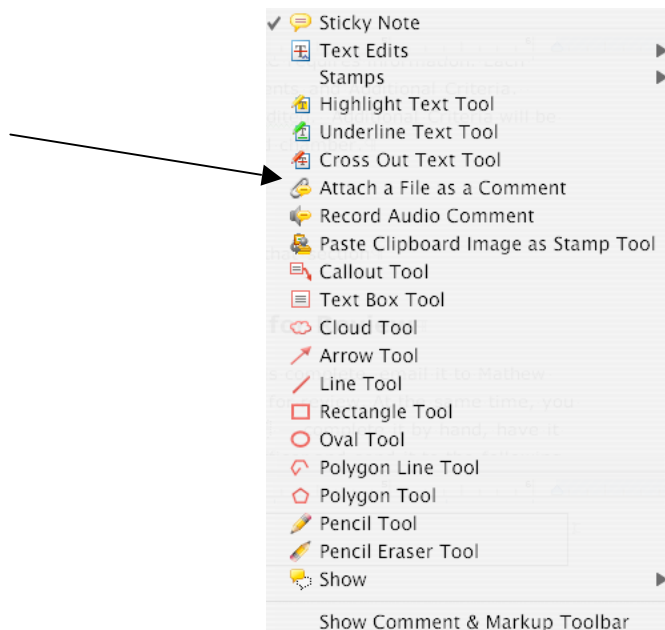 Sticky Note
Text Edits
Stamps
Highlight Text Tool
Underline Text Tool
Cross Out Text Tool
Attach a File as a Comment
Record Audio Comment
Paste Clipboard Image as Stamp Tool
Callout Tool
Text Box Tool
Cloud Tool
Arrow Tool
Line Tool
Rectangle Tool
Oval Tool
Polygon Line Tool
Polygon Tool
Pencil Tool
Pencil Eraser Tool
Show
Show Comment & Markup Toolbar